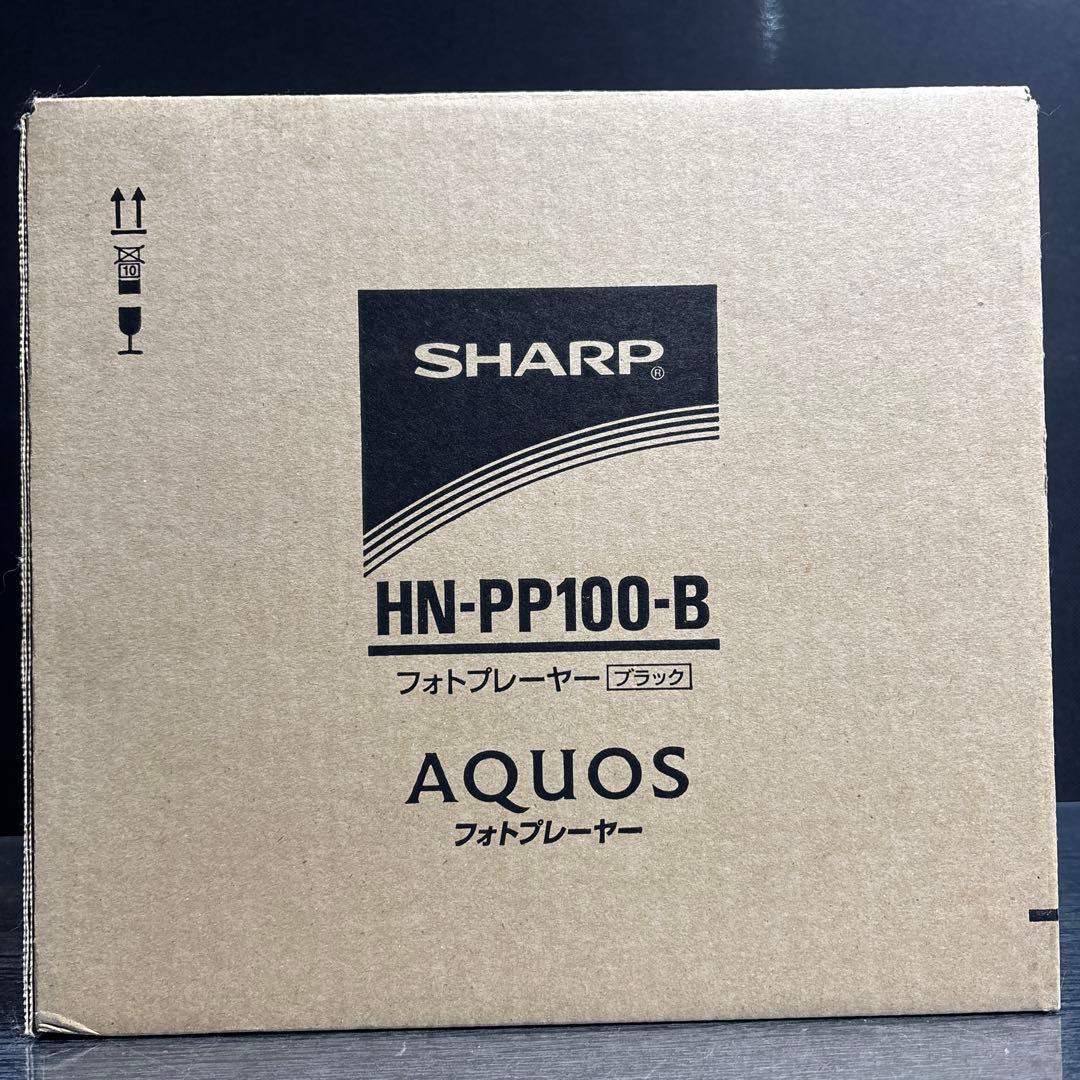 10
SHARP®
HN-PP100-B
フォトプレーヤー ブラック
AQUOS
フォトプレーヤー